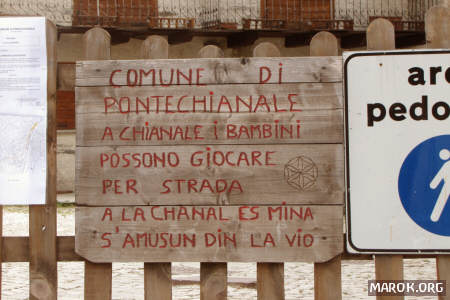 COMUNE DI
PONTECHIANALE
A CHIANALE I BAMBINI
POSSONO GIOCARE
PER STRADA
A LA CHANAL ES MINA
S'AMUSUN DIN LA VIO
are
pedo
MAROK.ORG